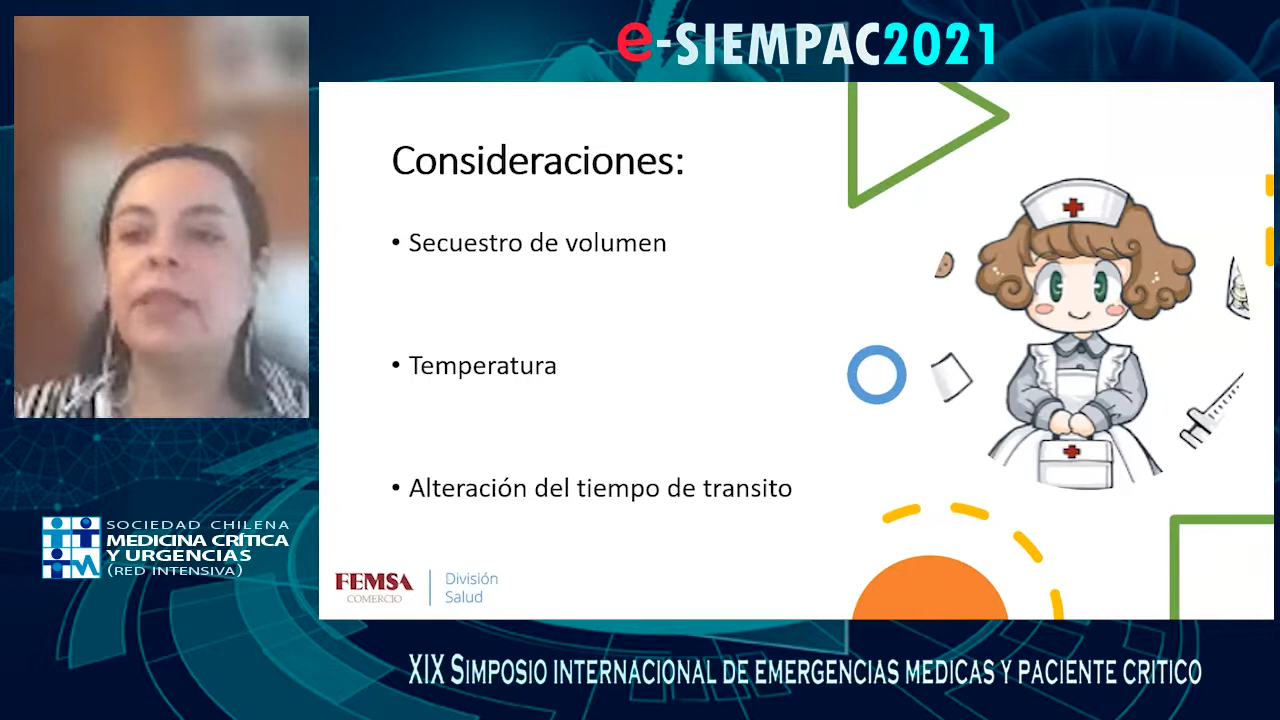 e-SIEMPAC2021
Consideraciones:
• Secuestro de volumen
• Temperatura
• Alteración del tiempo de transito
FEMSA
COMERCIO
División
Salud
SOCIEDAD CHILENA
MEDICINA CRÍTICA
Y URGENCIAS
(RED INTENSIVA)
XIX SIMPOSIO INTERNACIONAL DE EMERGENCIAS MEDICAS Y PACIENTE CRITICO